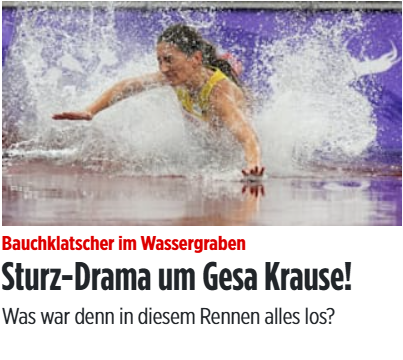 Bauchklatscher im Wassergraben
Sturz-Drama um Gesa Krause!
Was war denn in diesem Rennen alles los?